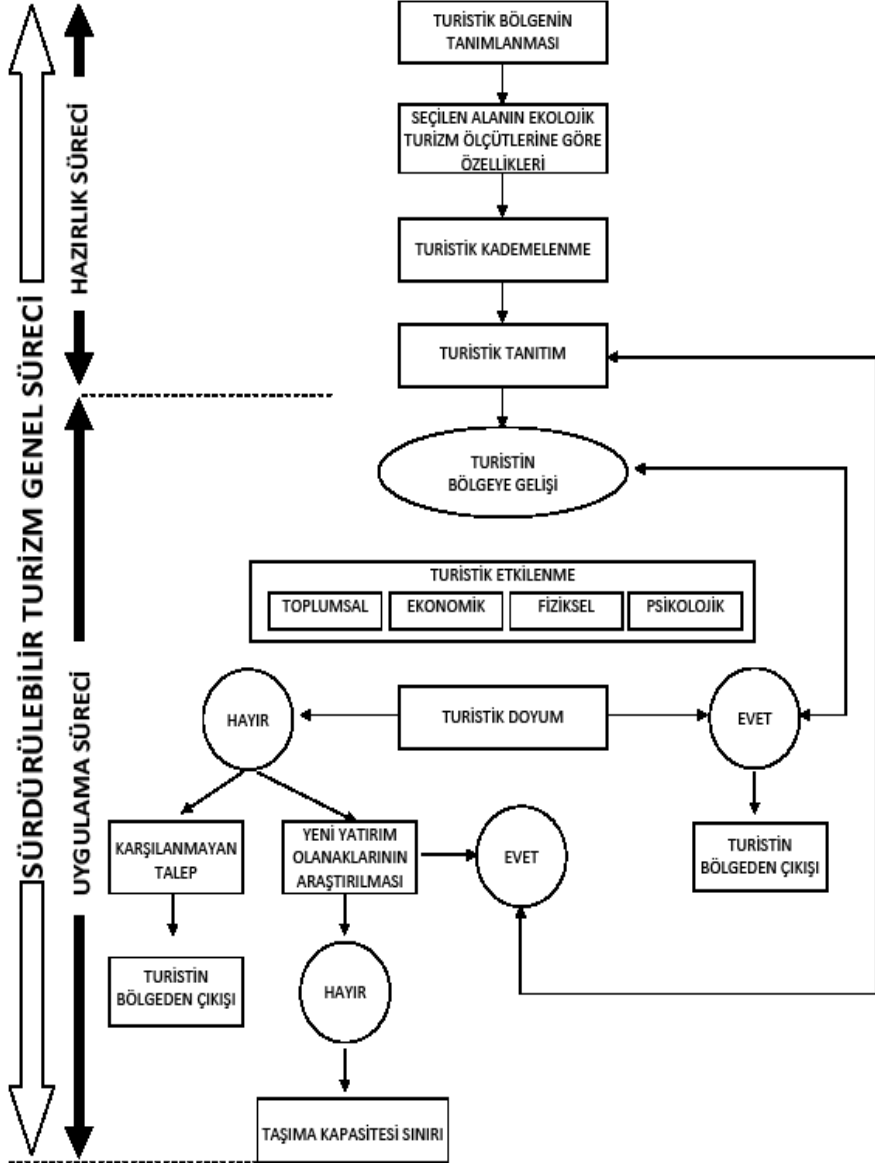 SÜRDÜRÜLEBİLİR TURİZM GENEL SÜRECİ
HAZIRLIK SÜRECİ
UYGULAMA SÜRECİ
TURİSTİK BÖLGENİN
TANIMLANMASI
SEÇİLEN ALANIN EKOLOJİK
TURİZM ÖLÇÜTLERİNE GÖRE
ÖZELLİKLERİ
TURİSTİK KADEMELENME
TURİSTİK TANITIM
TURİSTİN
BÖLGEYE GELİŞİ
TURİSTİK ETKİLENME
TOPLUMSAL
EKONOMİK
FİZİKSEL
PSİKOLOJİK
HAYIR
TURİSTİK DOYUM
EVET
KARŞILANMAYAN
TALEP
YENİ YATIRIM
OLANAKLARININ
ARAŞTIRILMASI
EVET
TURİSTİN
BÖLGEDEN ÇIKIŞI
TURİSTİN
BÖLGEDEN ÇIKIŞI
HAYIR
TAŞIMA KAPASİTESİ SINIRI